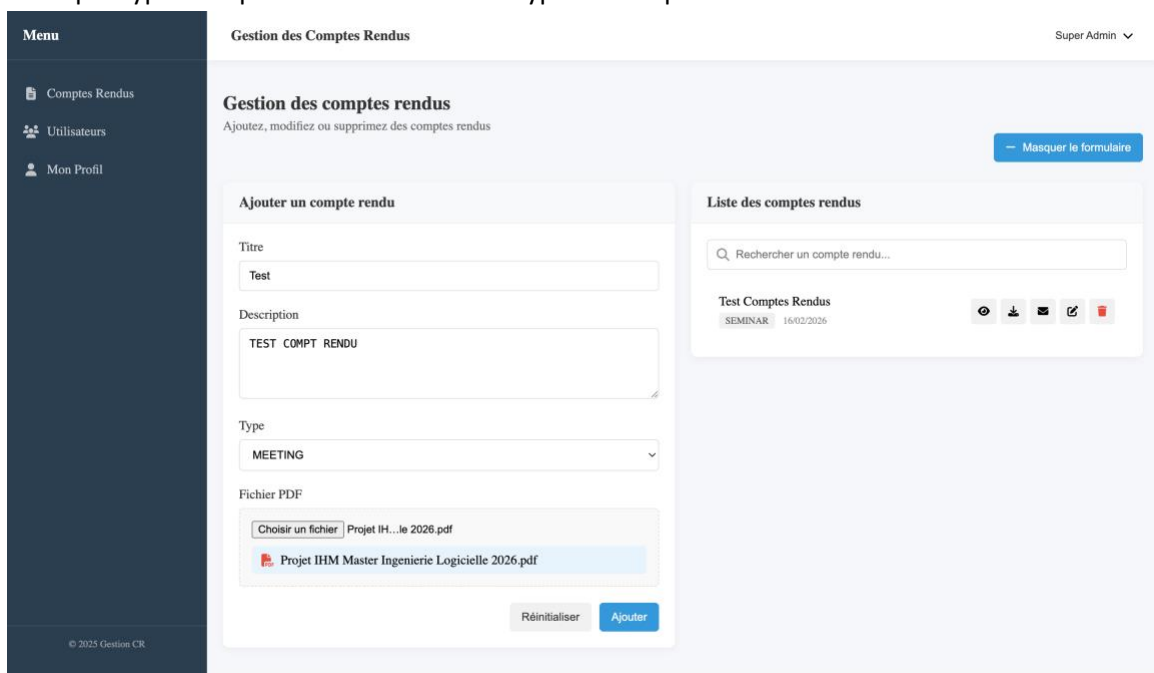 Menu
Gestion des Comptes Rendus
Super Admin
Comptes Rendus
Utilisateurs
Mon Profil
Gestion des comptes rendus
Ajoutez, modifiez ou supprimez des comptes rendus
Masquer le formulaire
Ajouter un compte rendu
Titre
Test
Description
TEST COMPT RENDU
Type
MEETING
Fichier PDF
Choisir un fichier Projet IH...le 2026.pdf
Projet IHM Master Ingenierie Logicielle 2026.pdf
Réinitialiser
Ajouter
Liste des comptes rendus
Rechercher un compte rendu...
Test Comptes Rendus
SEMINAR 16/02/2026
© 2025 Gestion CR